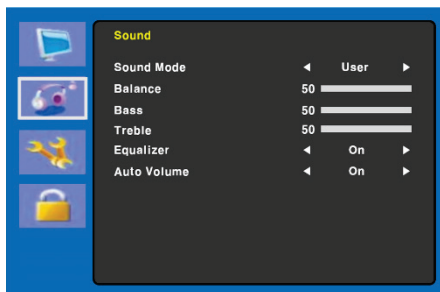 Sound
Sound Mode ◄ User ►
Balance 50
Bass 50
Treble 50
Equalizer ◄ On ►
Auto Volume ◄ On ►